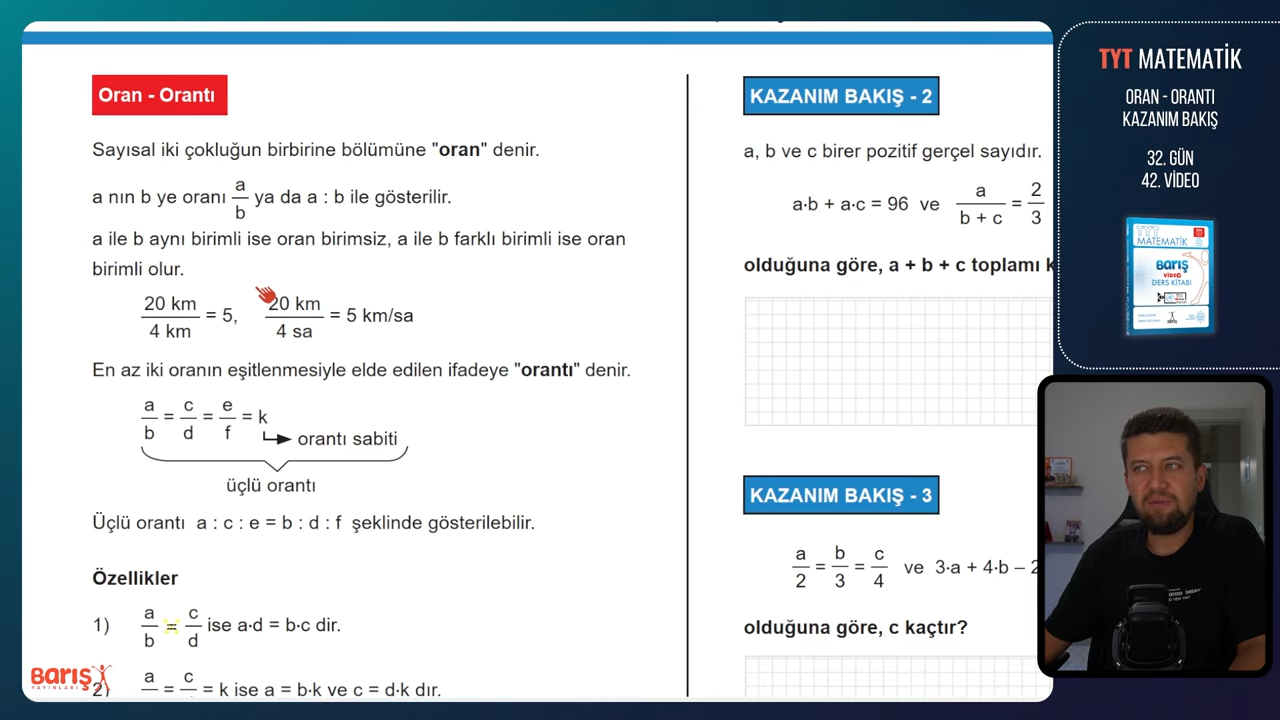 Oran - Orantı
Sayısal iki çokluğun birbirine bölümüne "oran" denir.
a nın b ye oranı a/b ya da a : b ile gösterilir.
a ile b aynı birimli ise oran birimsiz, a ile b farklı birimli ise oran
birimli olur.
20 km/4 km = 5, 20 km/4 sa = 5 km/sa
En az iki oranın eşitlenmesiyle elde edilen ifadeye "orantı" denir.
a/b = c/d = e/f = k
orantı sabiti
üçlü orantı
Üçlü orantı a : c : e = b : d : f şeklinde gösterilebilir.
Özellikler
1) a/b = c/d ise a·d = b·c dir.
2) a = c = k ise a = b·k ve c = d·k dır.
BARIŞ
YAYINLARI
KAZANIM BAKIŞ - 2
a, b ve c birer pozitif gerçel sayıdır.
a·b + a·c = 96 ve a/(b + c) = 2/3
olduğuna göre, a + b + c toplamı k
KAZANIM BAKIŞ - 3
a/2 = b/3 = c/4 ve 3·a + 4·b – 2
olduğuna göre, c kaçtır?
TYT MATEMATİK
ORAN - ORANTI
KAZANIM BAKIŞ
32. GÜN
42. VİDEO
TYT
MATEMATİK
BARIŞ
VİDEO
DERS KİTABI